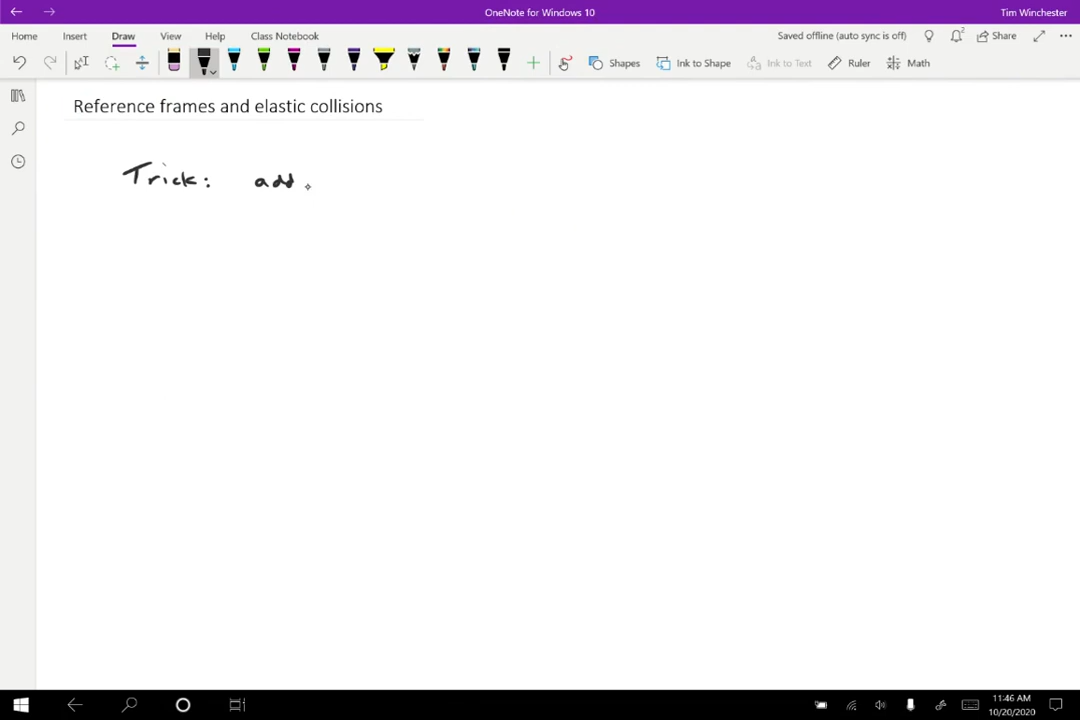 OneNote for Windows 10
Tim Winchester
Home Insert Draw View Help Class Notebook
Saved offline (auto sync is off)
Share
Shapes
Ink to Shape
Ink to Text
Ruler
Math
Reference frames and elastic collisions
Trick: add
11:46 AM
10/20/2020